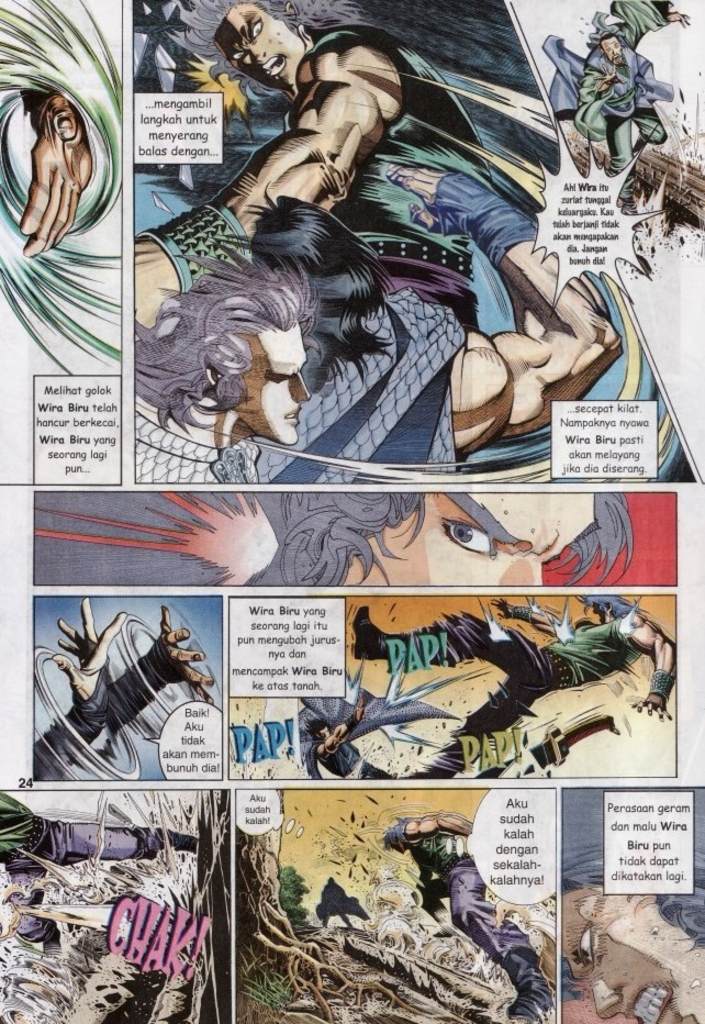 ...mengambil
langkah untuk
menyerang
balas dengan...
Ah! Wira itu
zuriat tunggal
keluargaku. Kau
telah berjanji tidak
akan mengapakan
dia. Jangan
bunuh dia!
Melihat golok
Wira Biru telah
hancur berkecai,
Wira Biru yang
seorang lagi
pun...
...secepat kilat.
Nampaknya nyawa
Wira Biru pasti
akan melayang
jika dia diserang.
Baik!
Aku
tidak
akan mem-
bunuh dia!
Wira Biru yang
seorang lagi itu
pun mengubah jurus-
nya dan
mencampak Wira Biru
ke atas tanah.
PAP!
PAP!
PAP!
24
CHAK!
Aku
sudah
kalah!
Aku
sudah
kalah
dengan
sekalah-
kalahnya!
Perasaan geram
dan malu Wira
Biru pun
tidak dapat
dikatakan lagi.